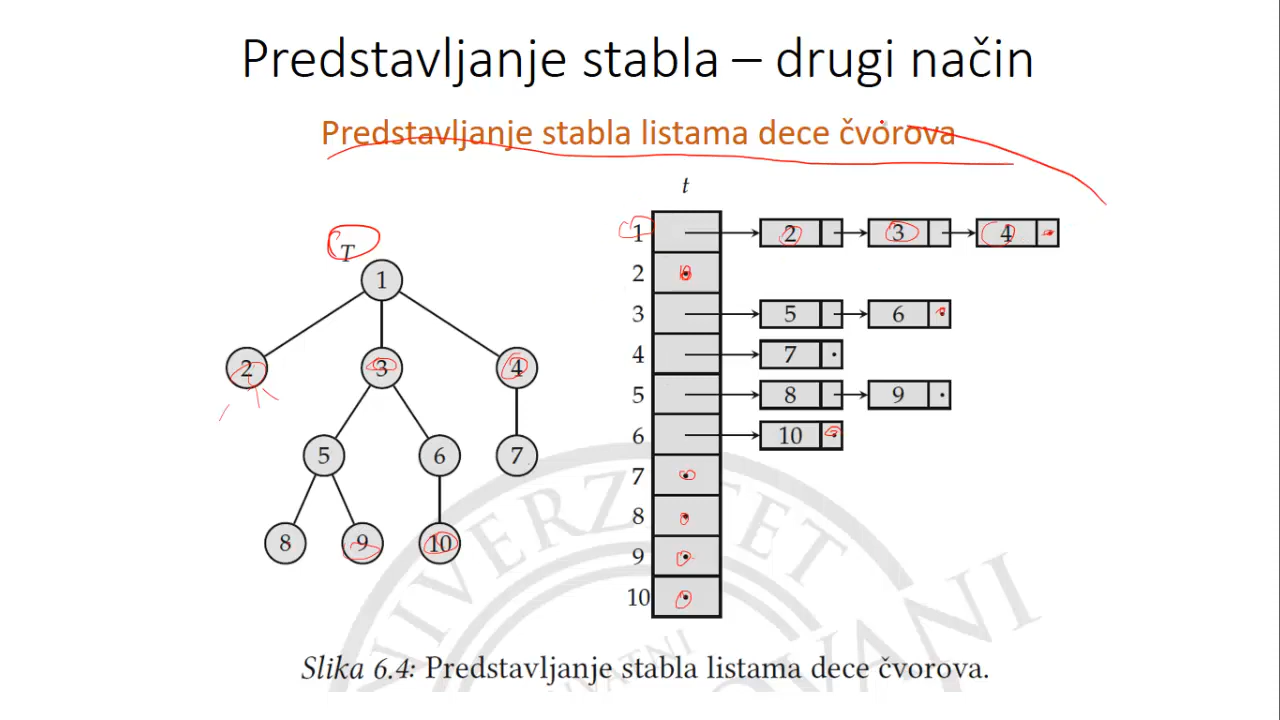 Predstavljanje stabla – drugi način
Predstavljanje stabla listama dece čvorova
t
T
1
2
3
4
5
6
7
8
9
10
1 2 3 4
2
3 5 6
4 7
5 8 9
6 10
7
8
9
10
UNIVERZITET
PRIVATNI
Slika 6.4: Predstavljanje stabla listama dece čvorova.